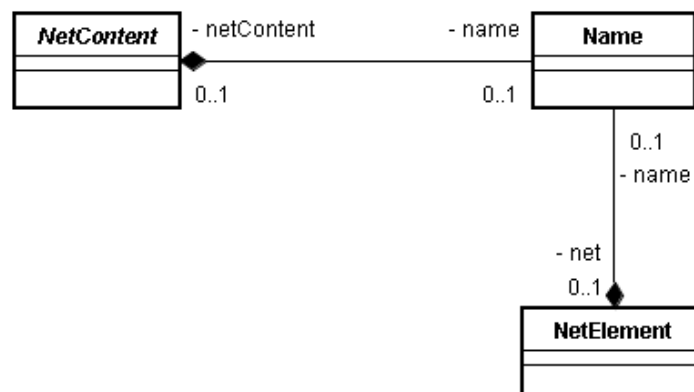 NetContent
- netContent
- name
Name
0..1
0..1
0..1
- name
- net
0..1
NetElement